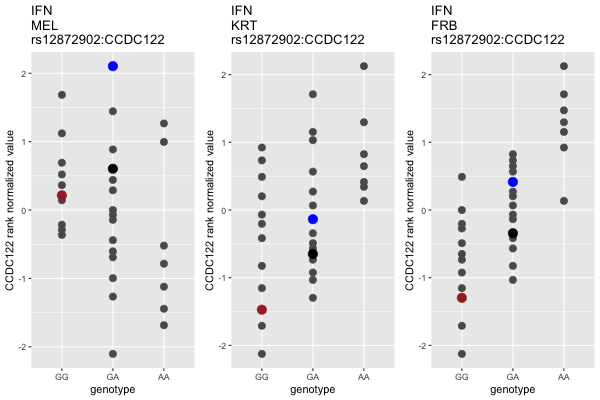 IFN
MEL
rs12872902:CCDC122
CCDC122 rank normalized value
2
1
0
-1
-2
GG GA AA
genotype
IFN
KRT
rs12872902:CCDC122
CCDC122 rank normalized value
2
1
0
-1
-2
GG GA AA
genotype
IFN
FRB
rs12872902:CCDC122
CCDC122 rank normalized value
2
1
0
-1
-2
GG GA AA
genotype